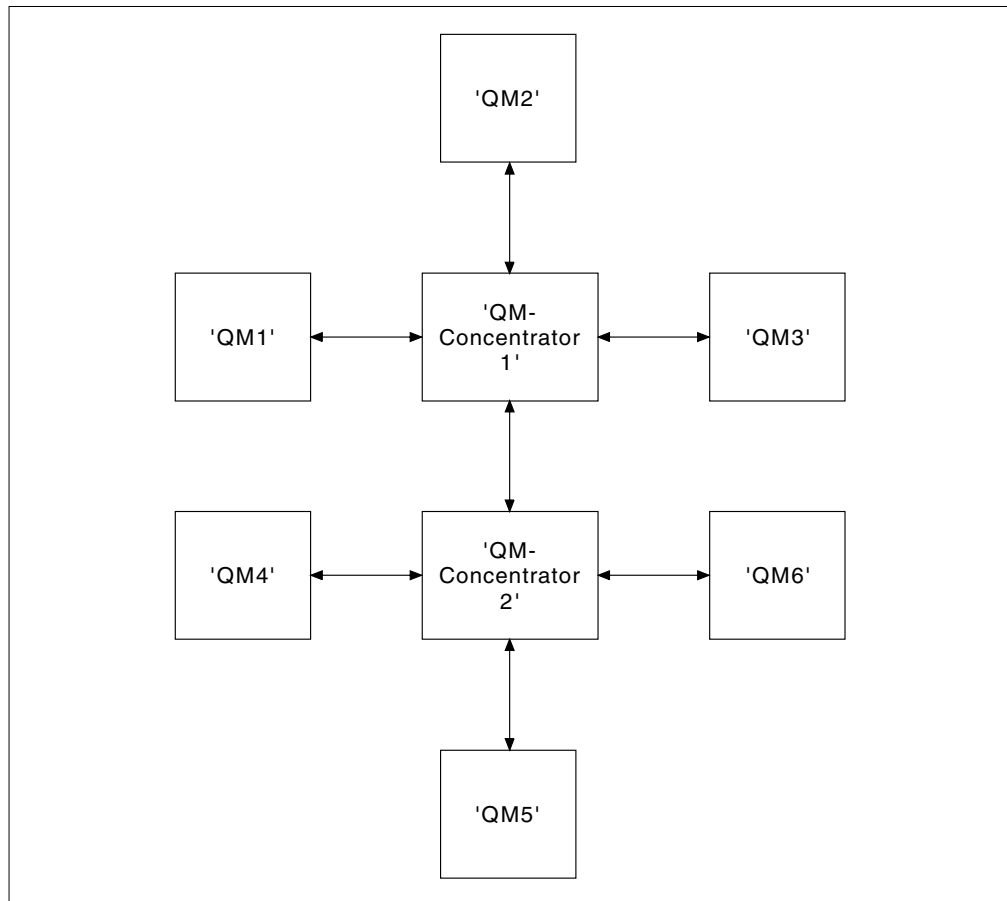 'QM2'
'QM1'
'QM-
Concentrator
1'
'QM3'
'QM4'
'QM-
Concentrator
2'
'QM6'
'QM5'